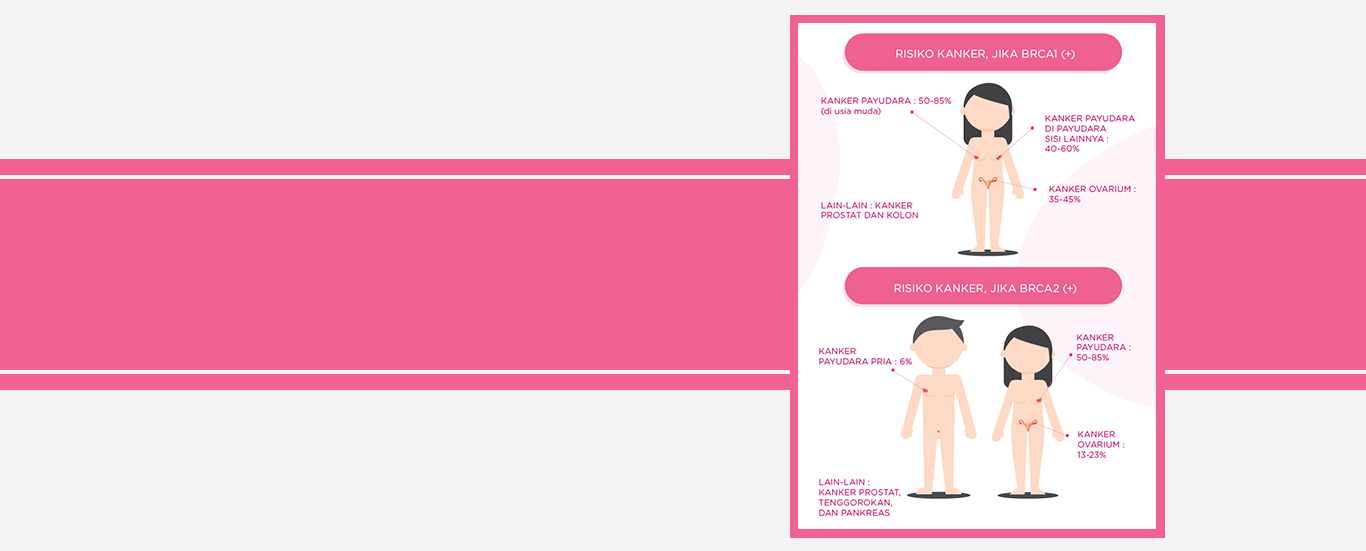 RISIKO KANKER, JIKA BRCA1 (+)
KANKER PAYUDARA : 50-85%
(di usia muda)
KANKER PAYUDARA
DI PAYUDARA
SISI LAINNYA :
40-60%
KANKER OVARIUM :
35-45%
LAIN-LAIN : KANKER
PROSTAT DAN KOLON
RISIKO KANKER, JIKA BRCA2 (+)
KANKER
PAYUDARA PRIA : 6%
KANKER
PAYUDARA :
50-85%
KANKER
OVARIUM :
13-23%
LAIN-LAIN :
KANKER PROSTAT,
TENGGOROKAN,
DAN PANKREAS